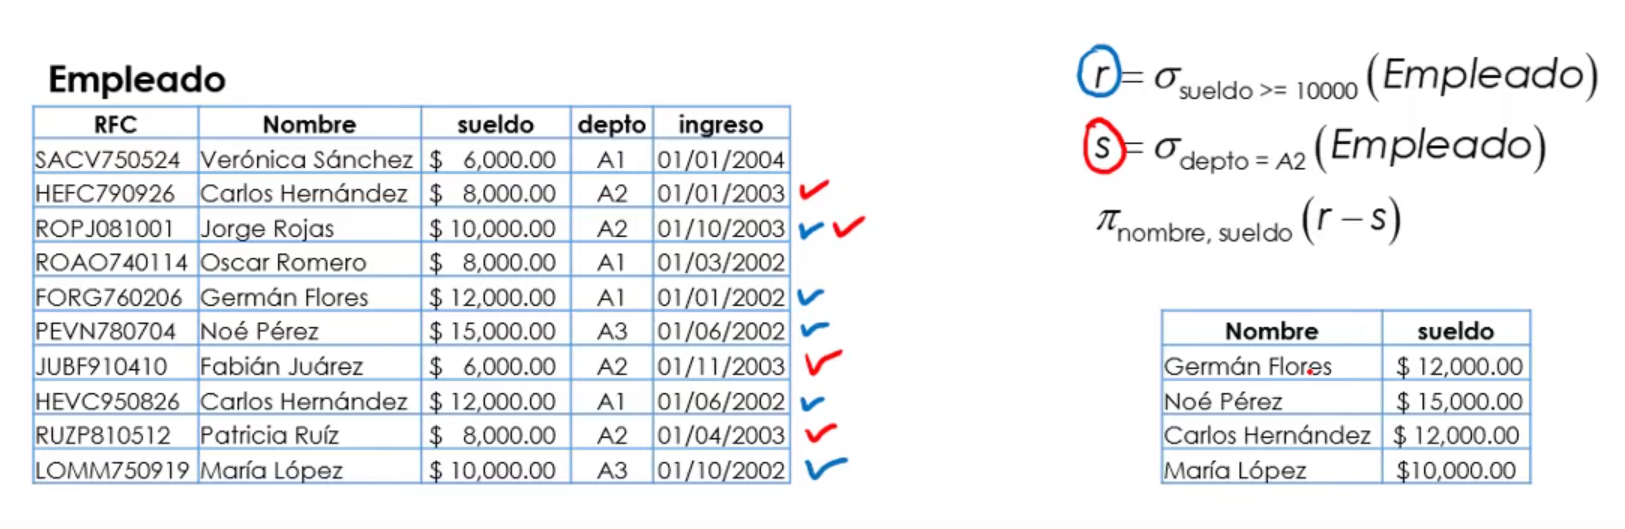 Empleado
RFC Nombre sueldo depto ingreso
SACV750524 Verónica Sánchez $ 6,000.00 A1 01/01/2004
HEFC790926 Carlos Hernández $ 8,000.00 A2 01/01/2003
ROPJ081001 Jorge Rojas $ 10,000.00 A2 01/10/2003
ROAO740114 Oscar Romero $ 8,000.00 A1 01/03/2002
FORG760206 Germán Flores $ 12,000.00 A1 01/01/2002
PEVN780704 Noé Pérez $ 15,000.00 A3 01/06/2002
JUBF910410 Fabián Juárez $ 6,000.00 A2 01/11/2003
HEVC950826 Carlos Hernández $ 12,000.00 A1 01/06/2002
RUZP810512 Patricia Ruíz $ 8,000.00 A2 01/04/2003
LOMM750919 María López $ 10,000.00 A3 01/10/2002
r = σ sueldo >= 10000 (Empleado)
s = σ depto = A2 (Empleado)
π nombre, sueldo (r – s)
Nombre sueldo
Germán Flores $ 12,000.00
Noé Pérez $ 15,000.00
Carlos Hernández $ 12,000.00
María López $10,000.00